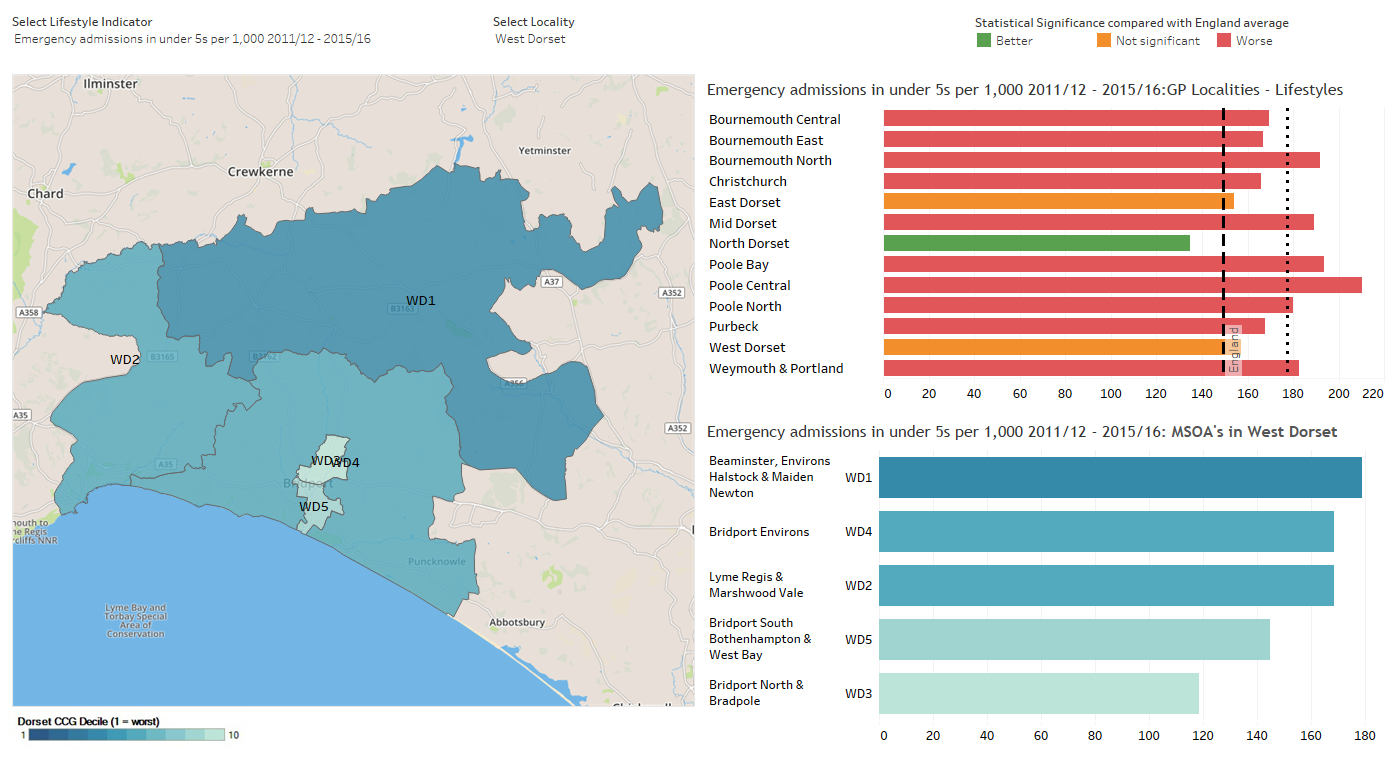 Select Lifestyle Indicator
Emergency admissions in under 5s per 1,000 2011/12 - 2015/16
Select Locality
West Dorset
Statistical Significance compared with England average
Better
Not significant
Worse
Ilminster
Yetminster
Crewkerne
Chard
A37
A352
WD1
B3163
A358
WD2
B3165
B3162
A356
A35
A352
WD3
WD4
A35
Bridport
WD5
mouth to
ne Regis
rcliffs NNR
Puncknowle
Lyme Bay and
Torbay Special
Area of
Conservation
Abbotsbury
Dorset CCG Decile (1 = worst)
1
10
Emergency admissions in under 5s per 1,000 2011/12 - 2015/16:GP Localities - Lifestyles
Bournemouth Central
Bournemouth East
Bournemouth North
Christchurch
East Dorset
Mid Dorset
North Dorset
Poole Bay
Poole Central
Poole North
Purbeck
West Dorset
Weymouth & Portland
England
0 20 40 60 80 100 120 140 160 180 200 220
Emergency admissions in under 5s per 1,000 2011/12 - 2015/16: MSOA's in West Dorset
Beaminster, Environs
Halstock & Maiden
Newton
WD1
Bridport Environs
WD4
Lyme Regis &
Marshwood Vale
WD2
Bridport South
Bothenhampton &
West Bay
WD5
Bridport North &
Bradpole
WD3
0 20 40 60 80 100 120 140 160 180